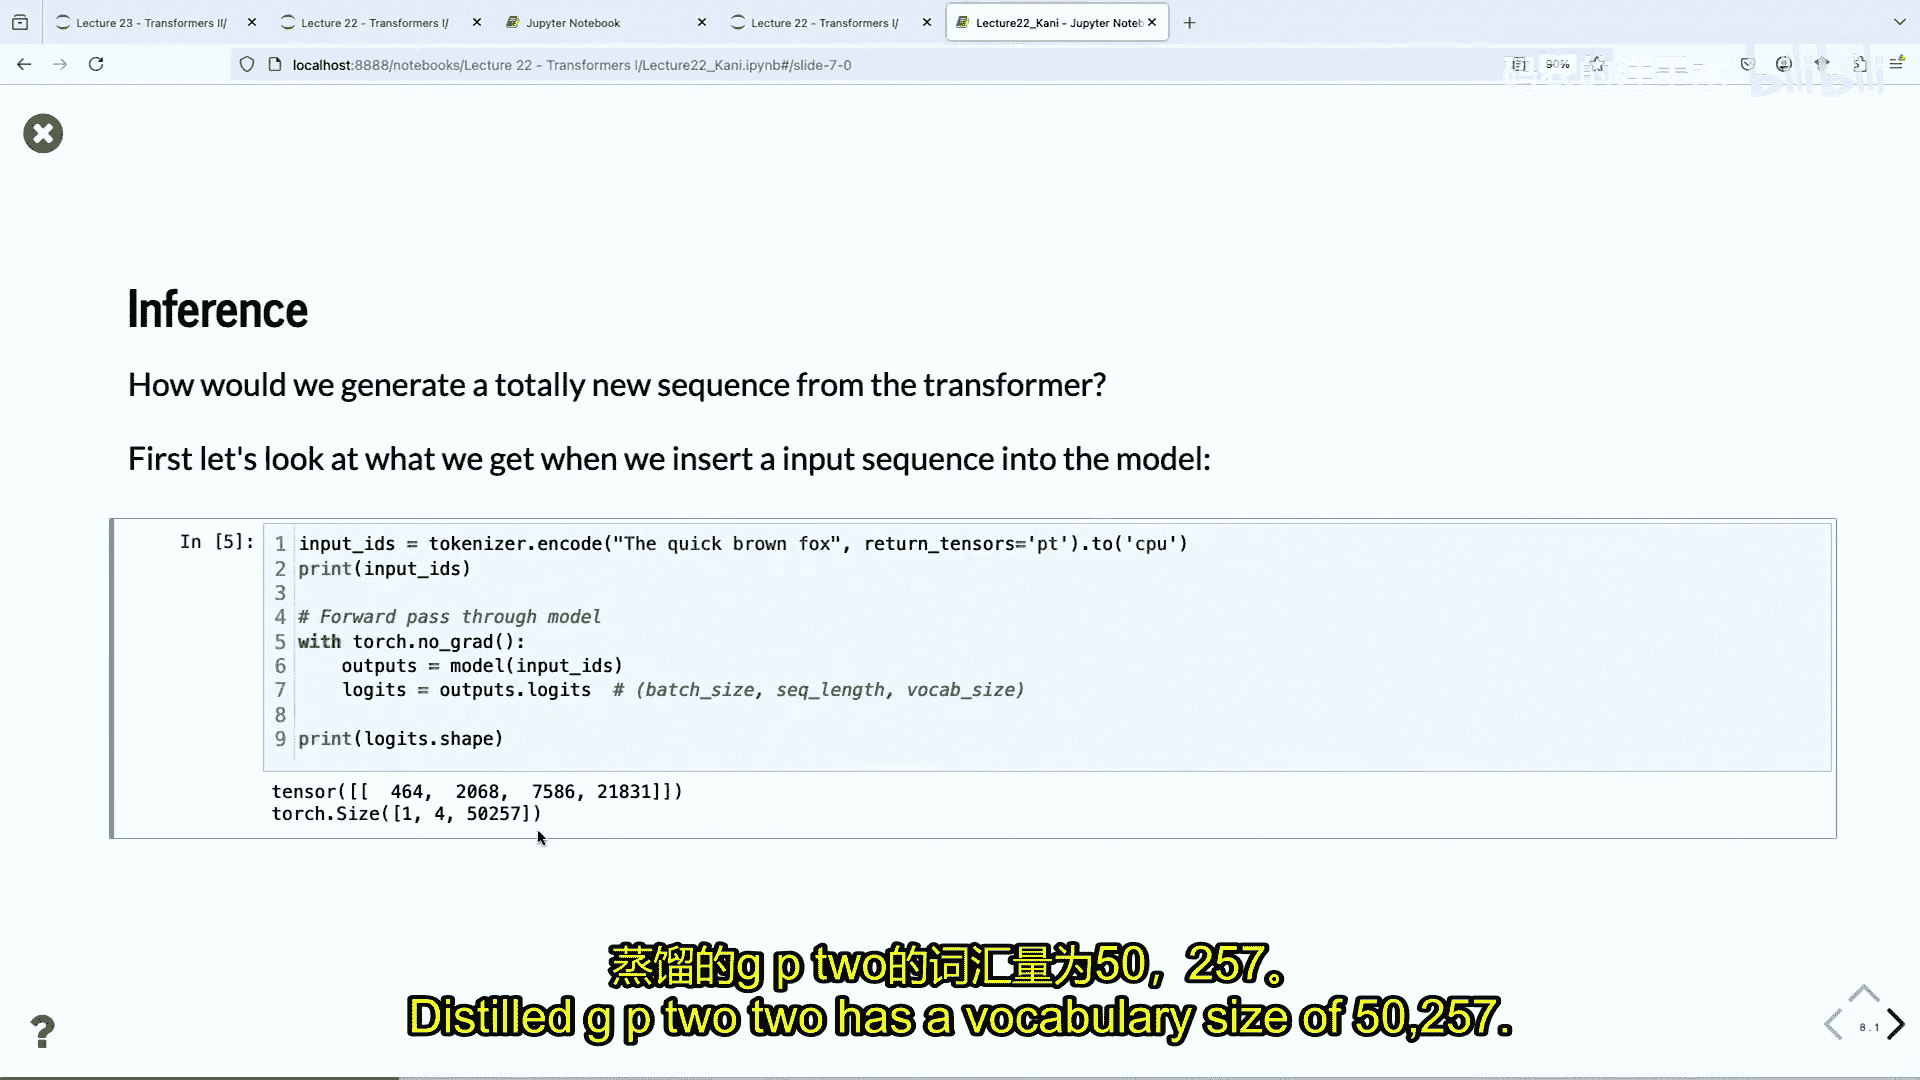 Lecture 23 - Transformers II/
Lecture 22 - Transformers I/
Jupyter Notebook
Lecture 22 - Transformers I/
Lecture22_Kani - Jupyter Noteb
localhost:8888/notebooks/Lecture 22 - Transformers I/Lecture22_Kani.ipynb#/slide-7-0
90%
bilibili
Inference
How would we generate a totally new sequence from the transformer?
First let's look at what we get when we insert a input sequence into the model:
In [5]:
1 input_ids = tokenizer.encode("The quick brown fox", return_tensors='pt').to('cpu')
2 print(input_ids)
3
4 # Forward pass through model
5 with torch.no_grad():
6     outputs = model(input_ids)
7     logits = outputs.logits  # (batch_size, seq_length, vocab_size)
8
9 print(logits.shape)
tensor([[  464,  2068,  7586, 21831]])
torch.Size([1, 4, 50257])
蒸馏的g p two的词汇量为50，257。
Distilled g p two two has a vocabulary size of 50,257.
?
8.1